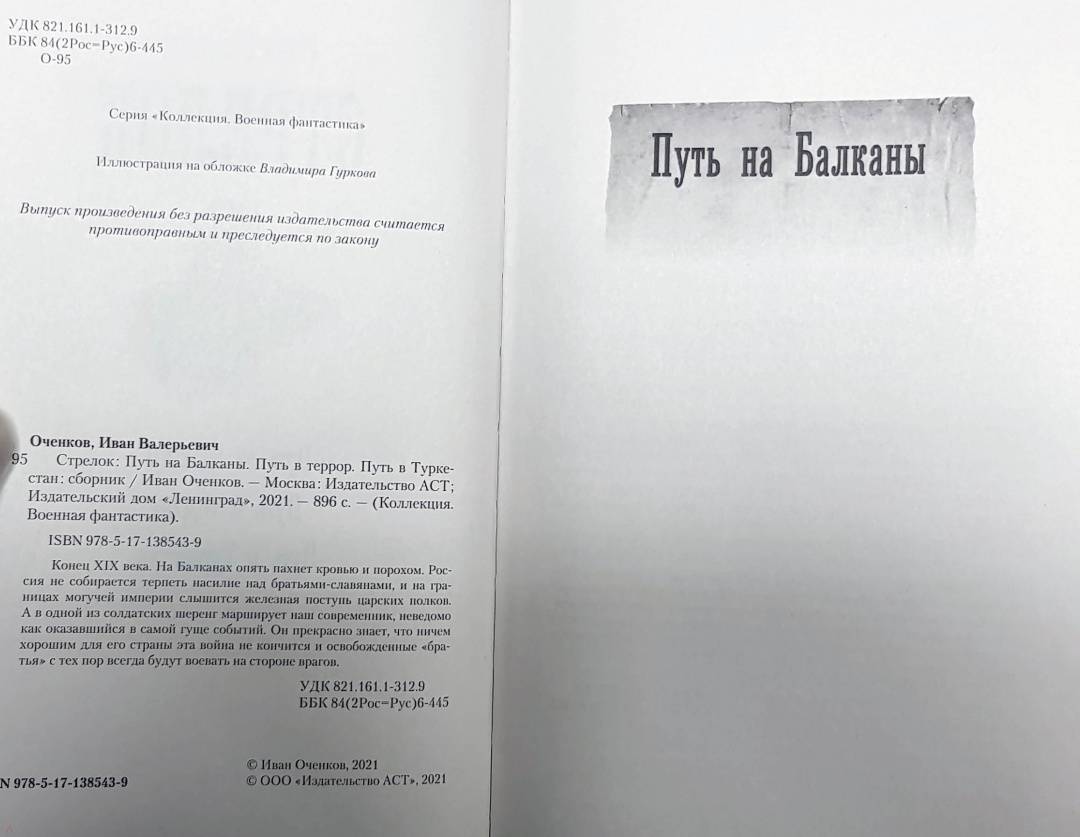 УДК 821.161.1-312.9
ББК 84(2Рос=Рус)6-445
О-95
Серия «Коллекция. Военная фантастика»
Иллюстрация на обложке Владимира Гуркова
Выпуск произведения без разрешения издательства считается
противоправным и преследуется по закону
Оченков, Иван Валерьевич
95 Стрелок: Путь на Балканы. Путь в террор. Путь в Турке-
стан: сборник / Иван Оченков. — Москва: Издательство АСТ;
Издательский дом «Ленинград», 2021. — 896 с. — (Коллекция.
Военная фантастика).
ISBN 978-5-17-138543-9
Конец XIX века. На Балканах опять пахнет кровью и порохом. Рос-
сия не собирается терпеть насилие над братьями-славянами, и на гра-
ницах могучей империи слышится железная поступь царских полков.
А в одной из солдатских шеренг марширует наш современник, неведомо
как оказавшийся в самой гуще событий. Он прекрасно знает, что ничем
хорошим для его страны эта война не кончится и освобожденные «бра-
тья» с тех пор всегда будут воевать на стороне врагов.
УДК 821.161.1-312.9
ББК 84(2Рос=Рус)6-445
© Иван Оченков, 2021
N 978-5-17-138543-9
© ООО «Издательство АСТ», 2021
Путь на Балканы